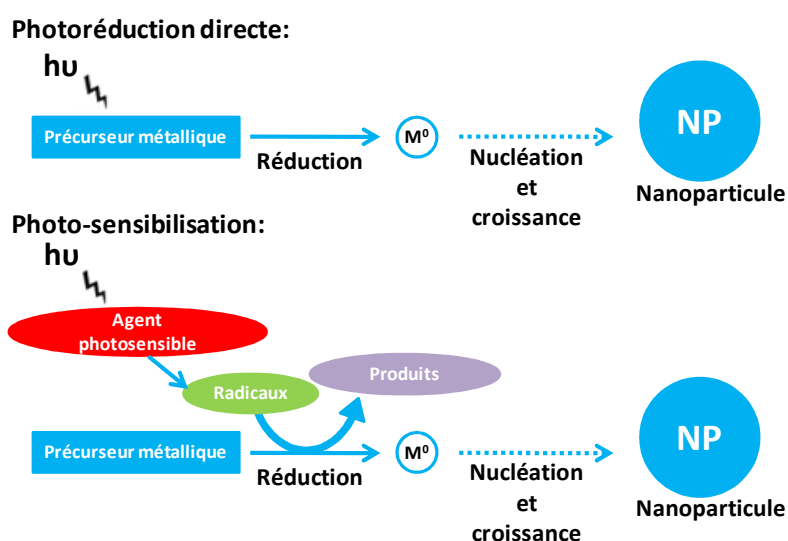 Photoréduction directe:
hυ
Précurseur métallique
Réduction
M⁰
Nucléation
et
croissance
NP
Nanoparticule
Photo-sensibilisation:
hυ
Agent
photosensible
Radicaux
Produits
Précurseur métallique
Réduction
M⁰
Nucléation
et
croissance
NP
Nanoparticule